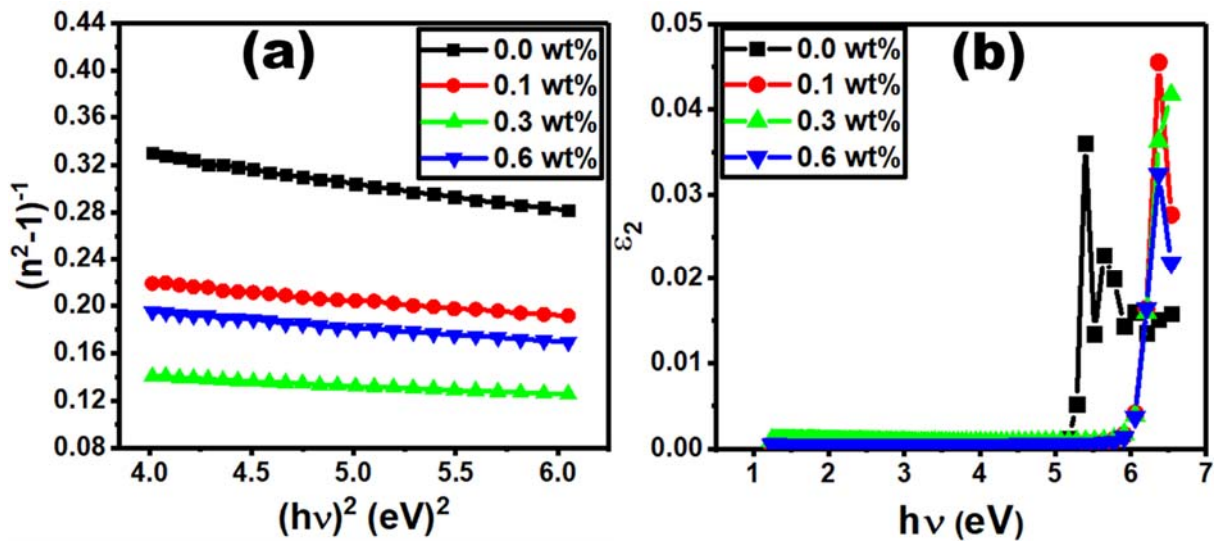 (a)
0.0 wt%
0.1 wt%
0.3 wt%
0.6 wt%
0.44
0.40
0.36
0.32
0.28
0.24
0.20
0.16
0.12
0.08
(n²-1)⁻¹
4.0 4.5 5.0 5.5 6.0
(hν)² (eV)²
(b)
0.0 wt%
0.1 wt%
0.3 wt%
0.6 wt%
0.05
0.04
0.03
0.02
0.01
0.00
ε₂
1 2 3 4 5 6 7
hν (eV)